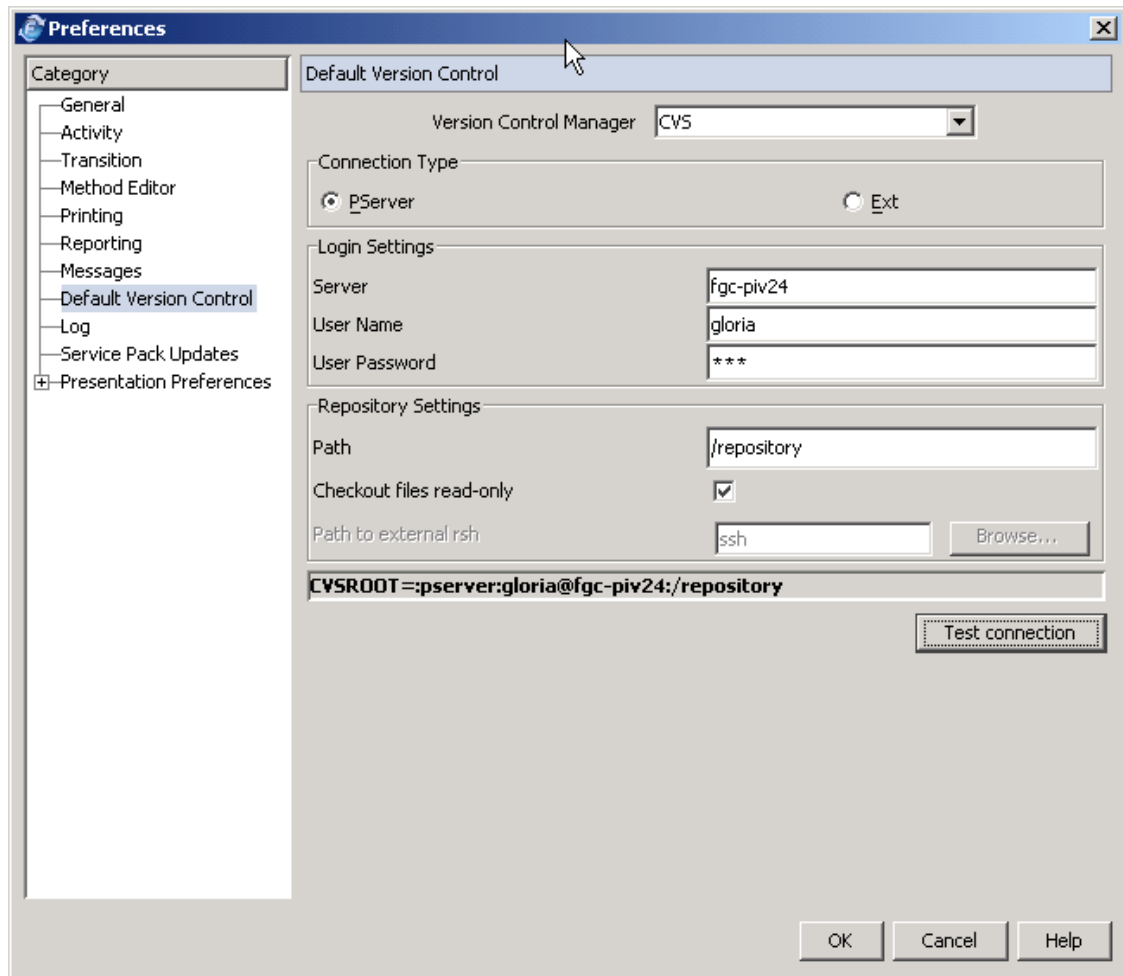 Preferences
Category
General
Activity
Transition
Method Editor
Printing
Reporting
Messages
Default Version Control
Log
Service Pack Updates
Presentation Preferences
Default Version Control
Version Control Manager CVS
Connection Type
PServer Ext
Login Settings
Server fgc-piv24
User Name gloria
User Password ***
Repository Settings
Path /repository
Checkout files read-only
Path to external rsh ssh Browse...
CVSROOT=:pserver:gloria@fgc-piv24:/repository
Test connection
OK Cancel Help